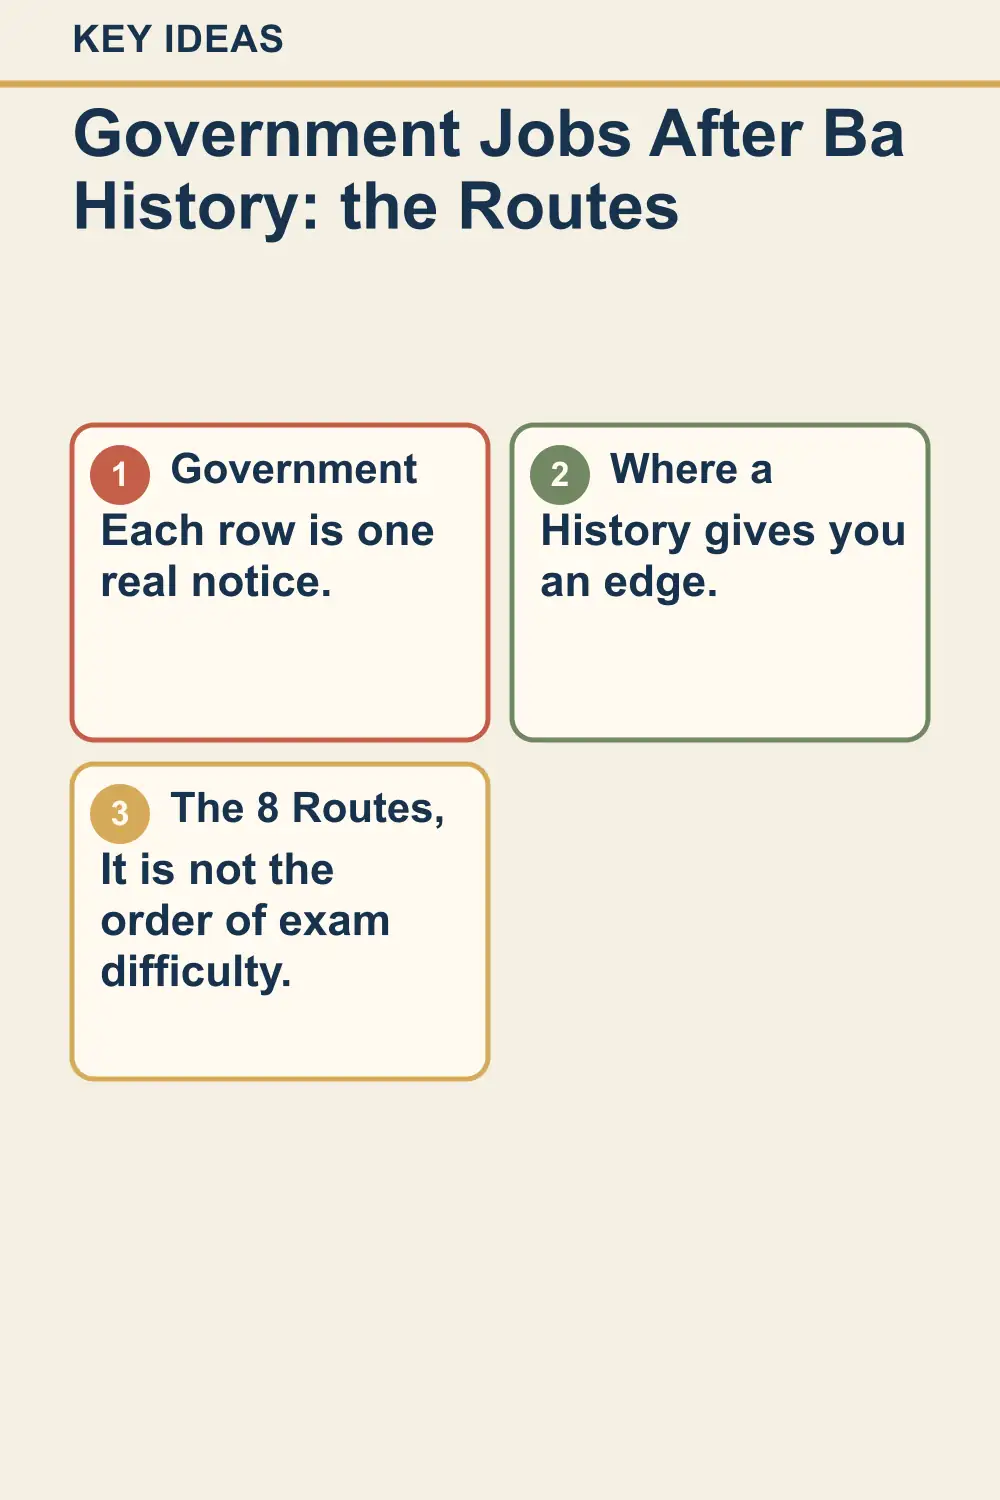 KEY IDEAS
Government Jobs After Ba
History: the Routes
1 Government
Each row is one
real notice.
2 Where a
History gives you
an edge.
3 The 8 Routes,
It is not the
order of exam
difficulty.